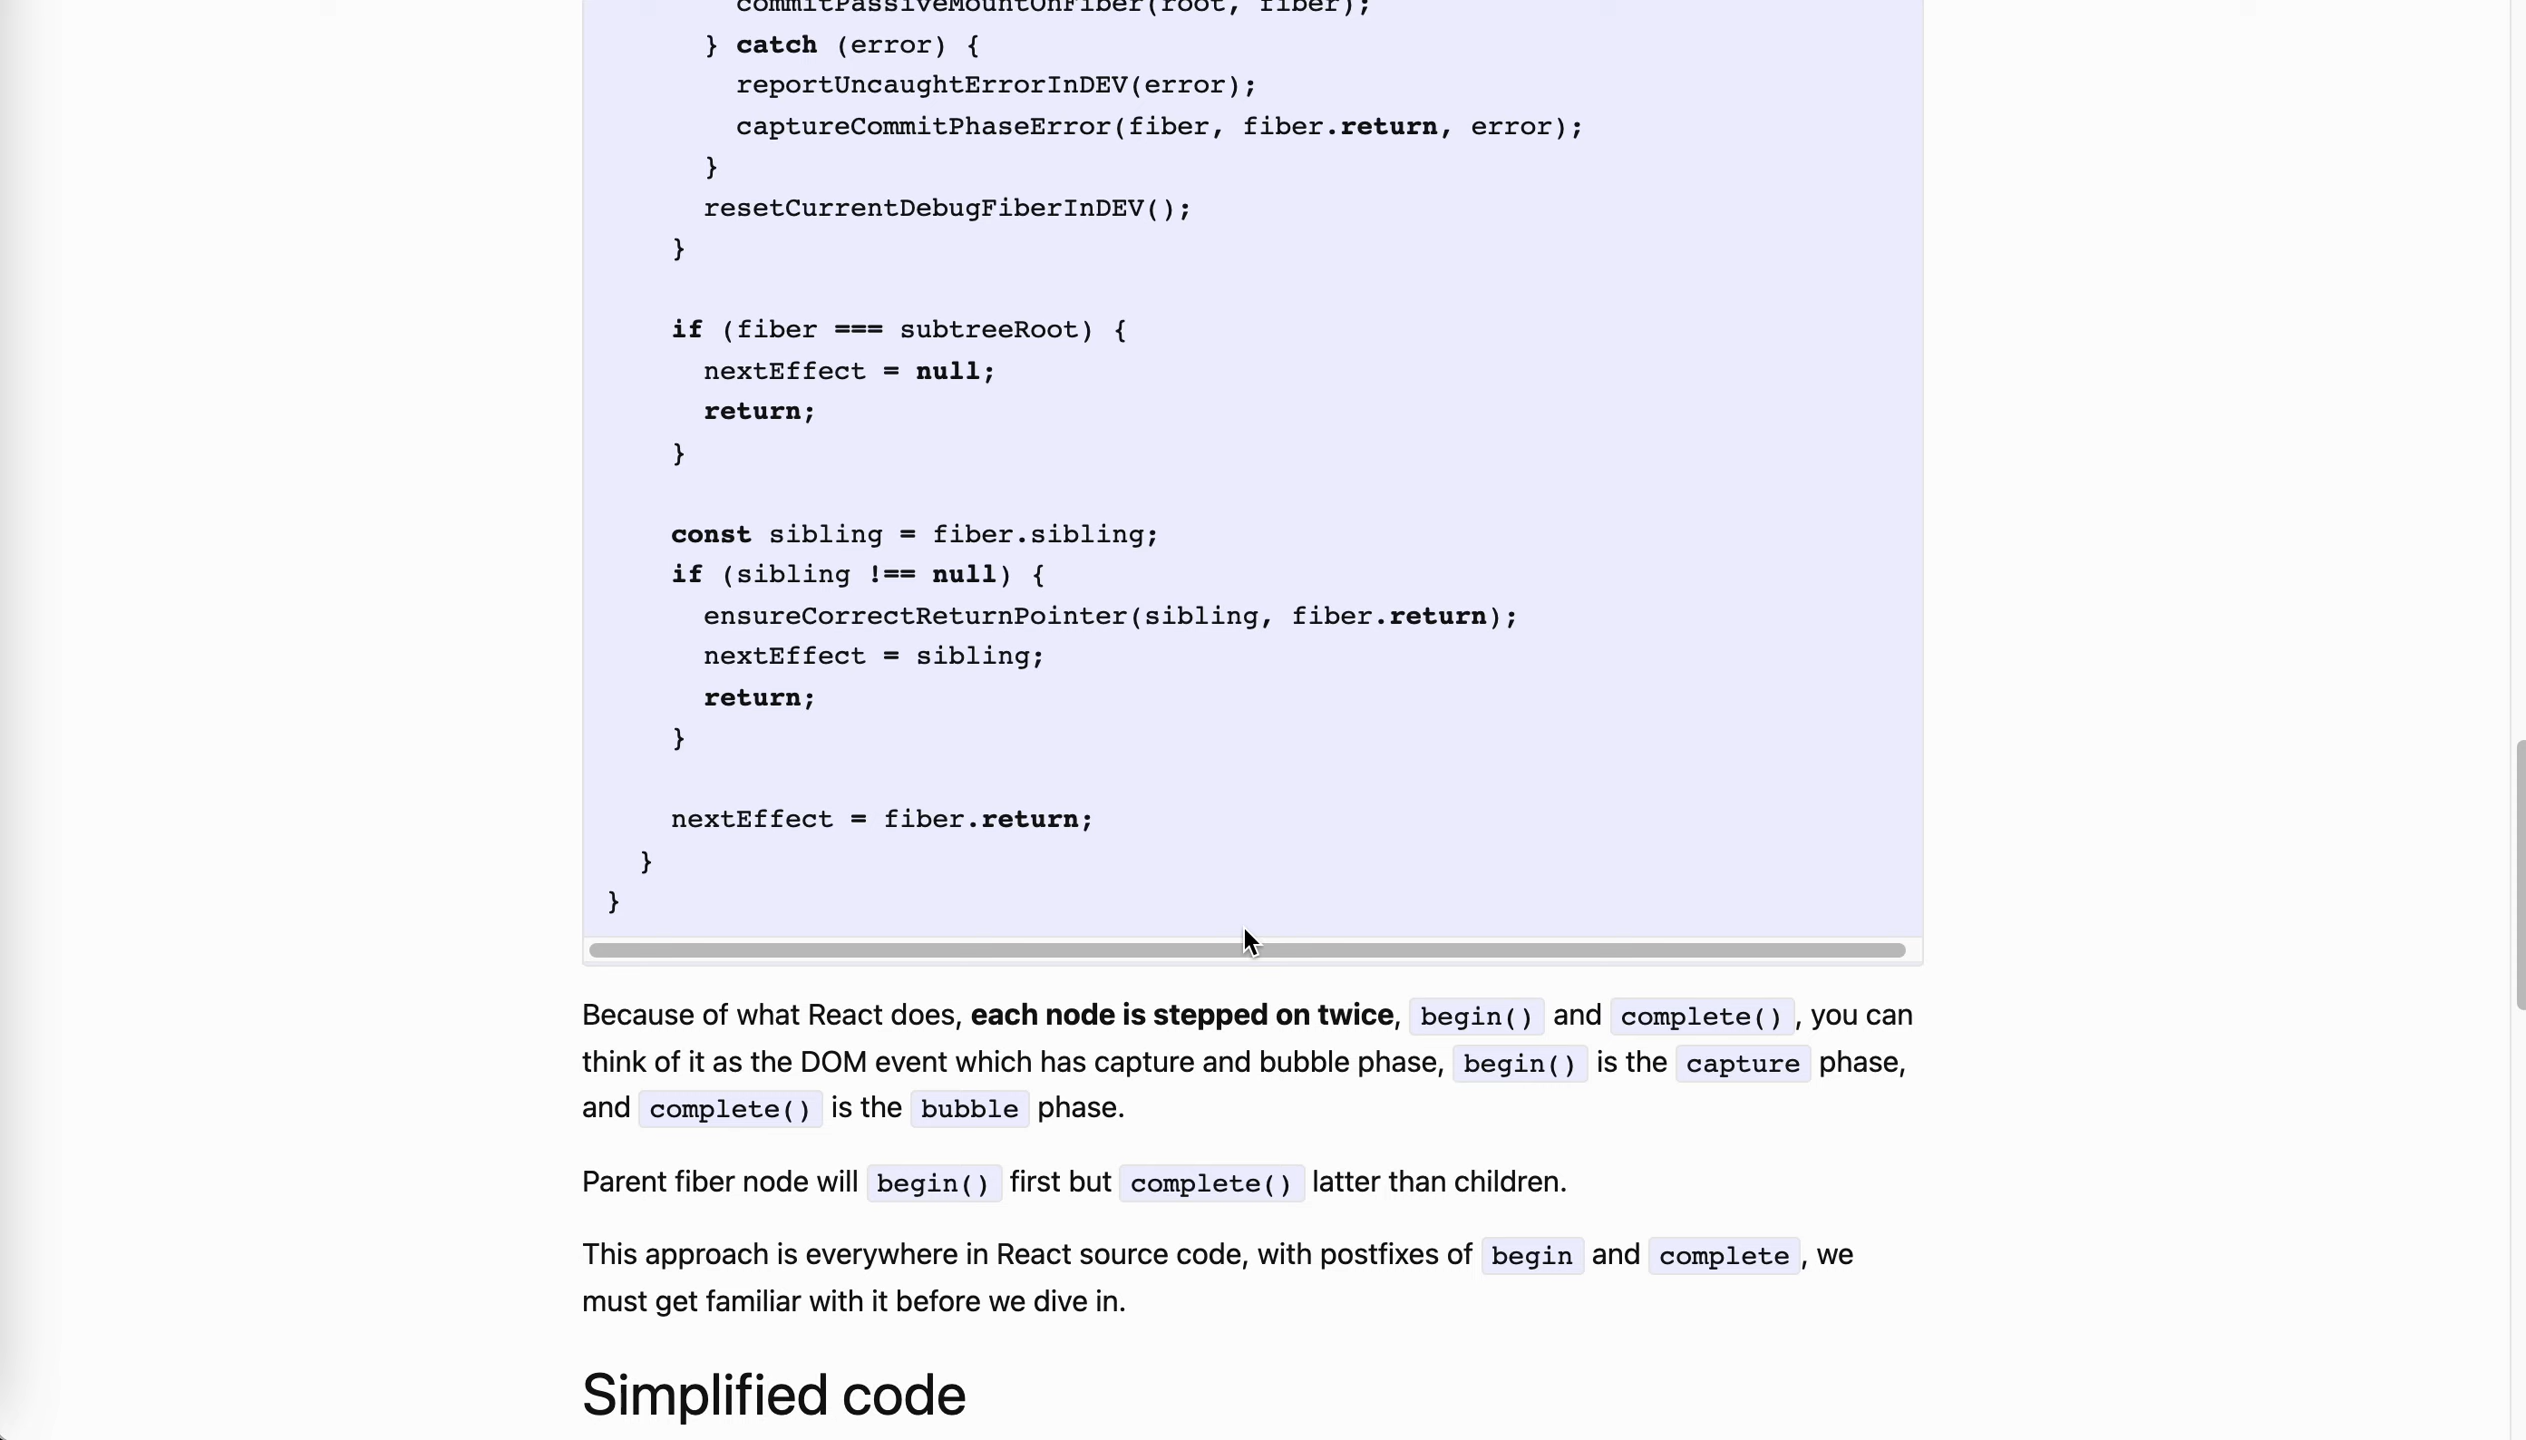 commitPassiveMountOnFiber(root, fiber);
} catch (error) {
reportUncaughtErrorInDEV(error);
captureCommitPhaseError(fiber, fiber.return, error);
}
resetCurrentDebugFiberInDEV();
}
if (fiber === subtreeRoot) {
nextEffect = null;
return;
}
const sibling = fiber.sibling;
if (sibling !== null) {
ensureCorrectReturnPointer(sibling, fiber.return);
nextEffect = sibling;
return;
}
nextEffect = fiber.return;
}
}
Because of what React does, each node is stepped on twice, begin() and complete(), you can
think of it as the DOM event which has capture and bubble phase, begin() is the capture phase,
and complete() is the bubble phase.
Parent fiber node will begin() first but complete() latter than children.
This approach is everywhere in React source code, with postfixes of begin and complete, we
must get familiar with it before we dive in.
Simplified code